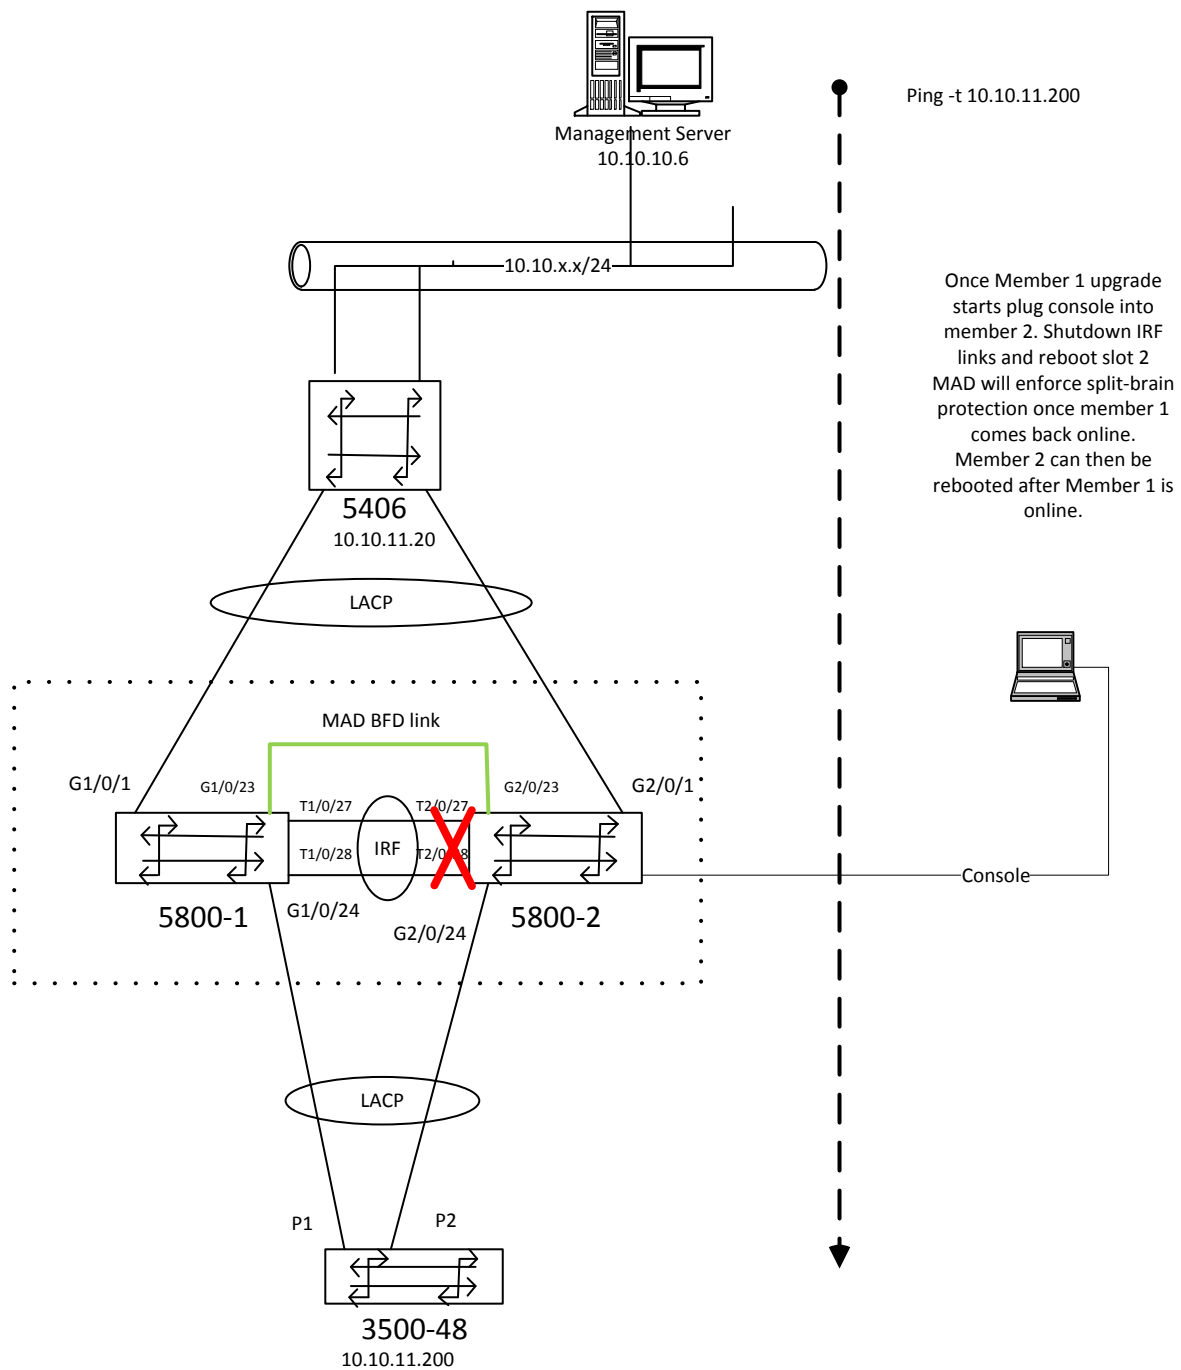 Ping -t 10.10.11.200
Management Server
10.10.10.6
10.10.x.x/24
Once Member 1 upgrade
starts plug console into
member 2. Shutdown IRF
links and reboot slot 2
MAD will enforce split-brain
protection once member 1
comes back online.
Member 2 can then be
rebooted after Member 1 is
online.
5406
10.10.11.20
LACP
MAD BFD link
G1/0/1
G1/0/23
G2/0/23
G2/0/1
T1/0/27
T2/0/27
T1/0/28
IRF
T2/0/28
Console
5800-1
G1/0/24
G2/0/24
5800-2
LACP
P1
P2
3500-48
10.10.11.200